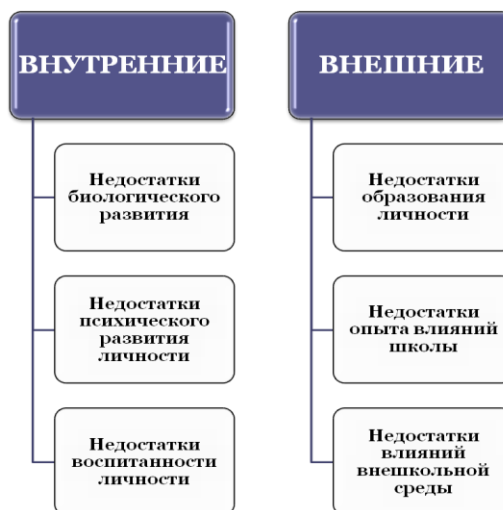 ВНУТРЕННИЕ
Недостатки
биологического
развития
Недостатки
психического
развития
личности
Недостатки
воспитанности
личности
ВНЕШНИЕ
Недостатки
образования
личности
Недостатки
опыта влияний
школы
Недостатки
влияний
внешкольной
среды